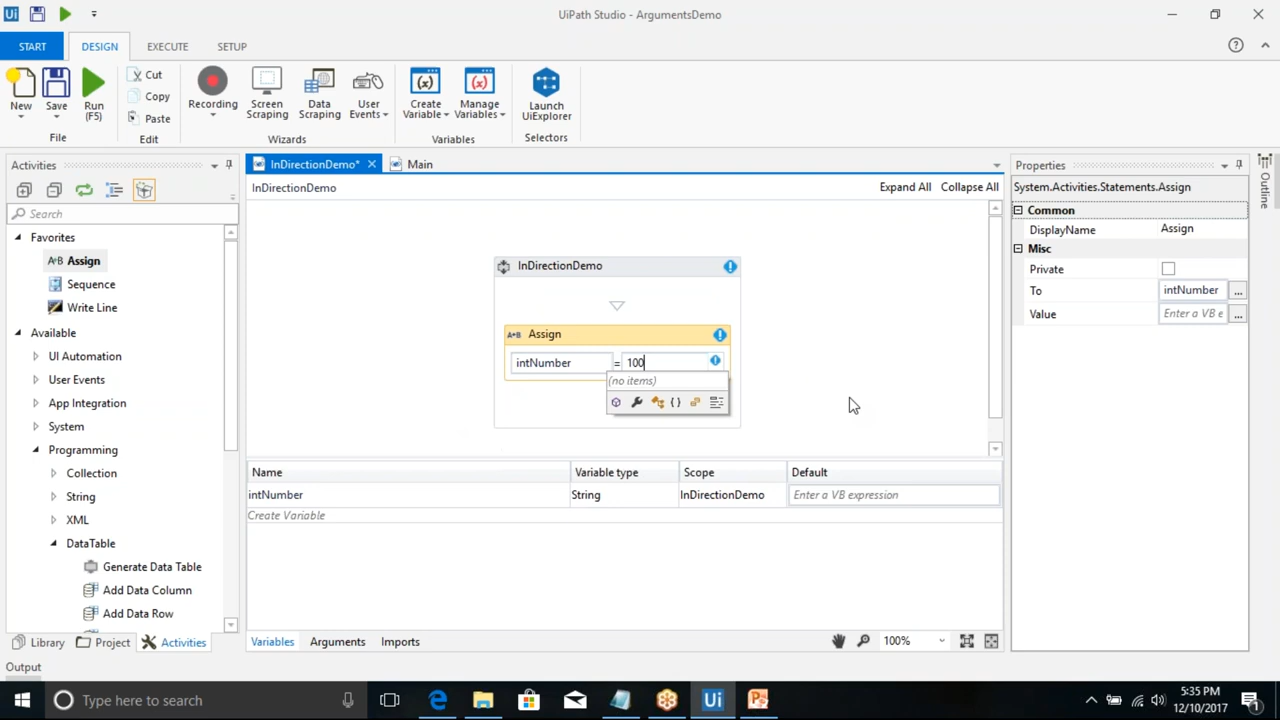 Ui
UiPath Studio - ArgumentsDemo
START
DESIGN
EXECUTE
SETUP
New
Save
Run
(F5)
Cut
Copy
Paste
Recording
Screen
Scraping
Data
Scraping
User
Events
Create
Variable
Manage
Variables
Launch
UiExplorer
File
Edit
Wizards
Variables
Selectors
Activities
InDirectionDemo*
Main
Properties
Outline
InDirectionDemo
Expand All
Collapse All
System.Activities.Statements.Assign
Search
Favorites
A*B Assign
Sequence
Write Line
Available
UI Automation
User Events
App Integration
System
Programming
Collection
String
XML
DataTable
Generate Data Table
Add Data Column
Add Data Row
InDirectionDemo
A*B Assign
intNumber = 100
(no items)
Common
DisplayName Assign
Misc
Private
To intNumber ...
Value Enter a VB e ...
Name Variable type Scope Default
intNumber String InDirectionDemo Enter a VB expression
Create Variable
Library Project Activities
Variables Arguments Imports
100%
Output
Type here to search
Ui
5:35 PM
12/10/2017
1